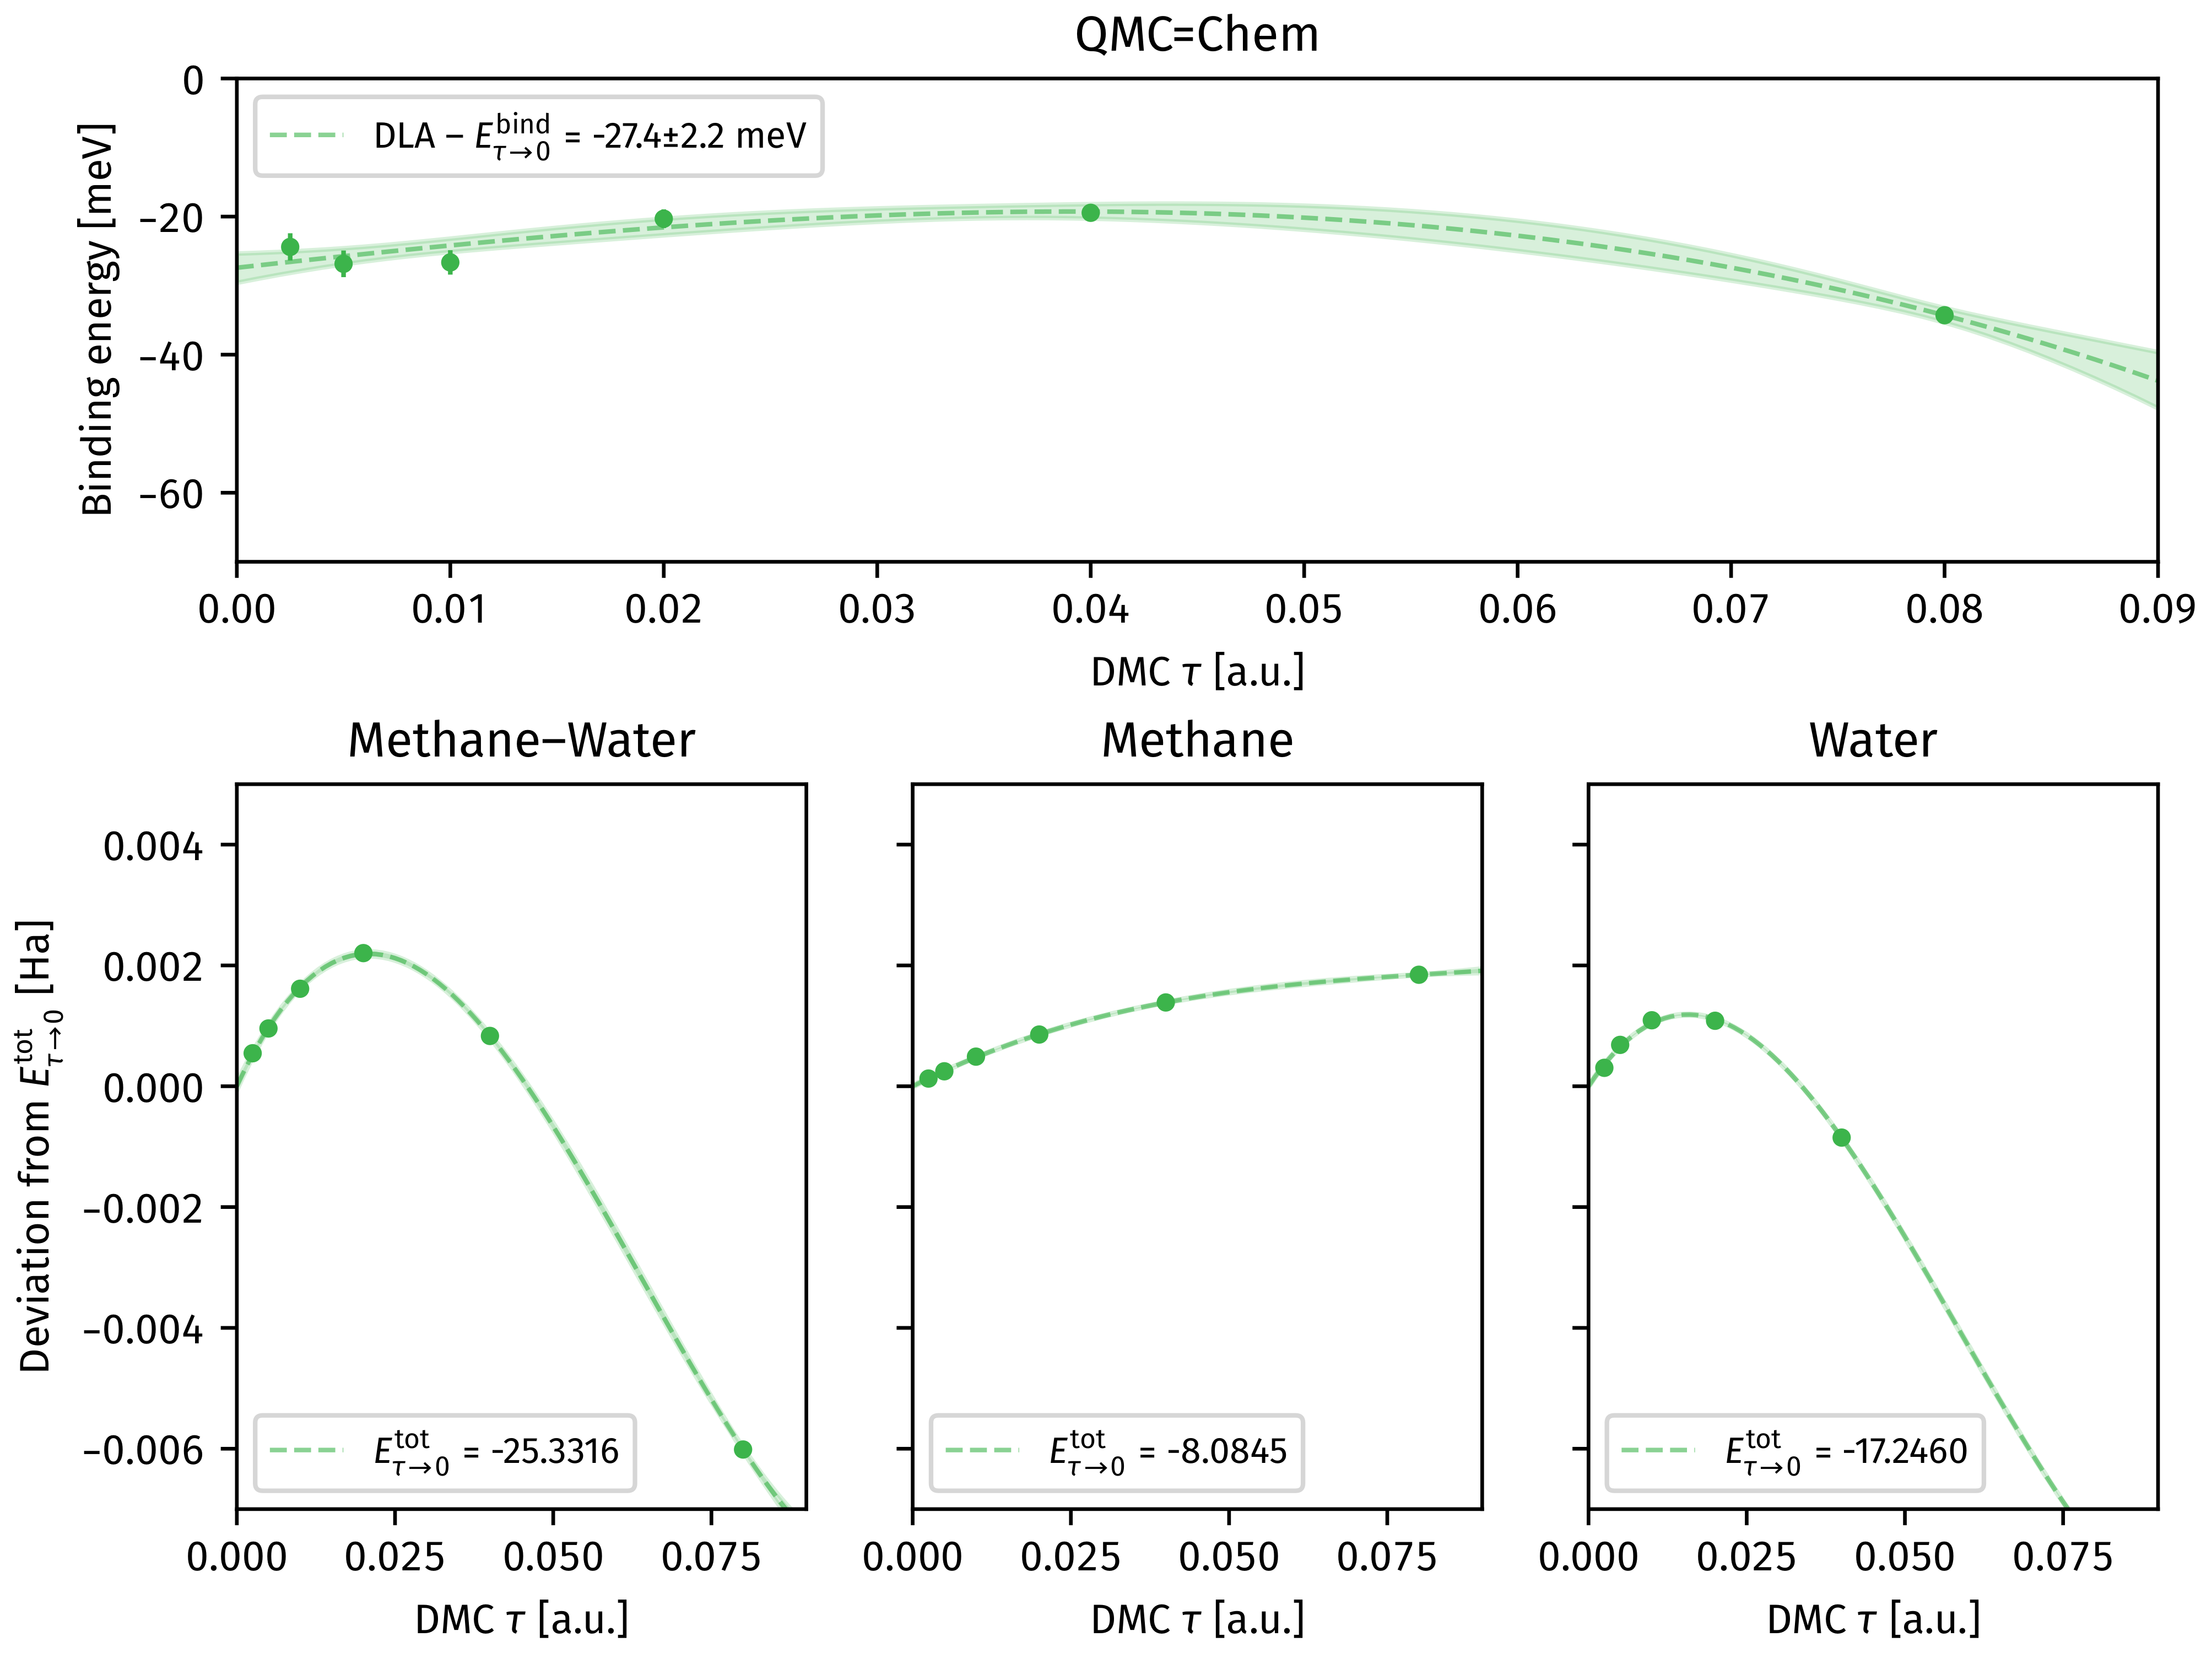 QMC=Chem
Binding energy [meV]
0
−20
−40
−60
DLA − E^bind_τ→0 = -27.4±2.2 meV
0.00 0.01 0.02 0.03 0.04 0.05 0.06 0.07 0.08 0.09
DMC τ [a.u.]
Methane−Water Methane Water
Deviation from E^tot_τ→0 [Ha]
0.004
0.002
0.000
−0.002
−0.004
−0.006
E^tot_τ→0 = -25.3316
E^tot_τ→0 = -8.0845
E^tot_τ→0 = -17.2460
0.000 0.025 0.050 0.075 0.000 0.025 0.050 0.075 0.000 0.025 0.050 0.075
DMC τ [a.u.] DMC τ [a.u.] DMC τ [a.u.]